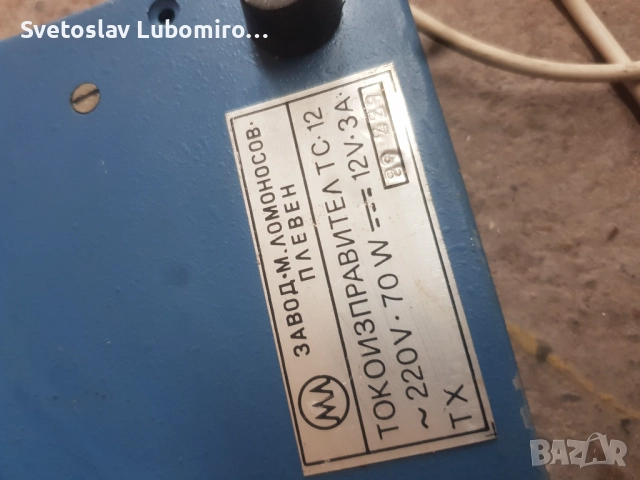 Svetoslav Lubomiro...
ЗАВОД·М.ЛОМОНОСОВ·
ПЛЕВЕН
ТОКОИЗПРАВИТЕЛ ТС·12
~220V·70W 12V·3A·
ТХ
BAZAR